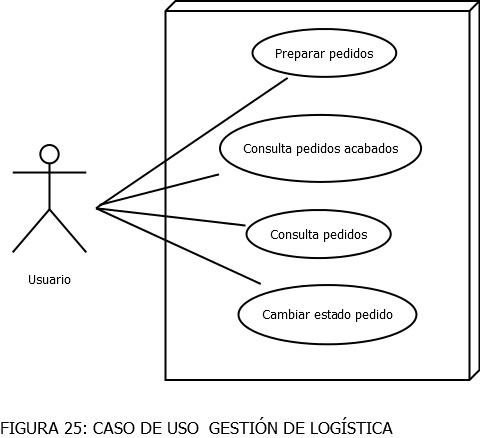 Preparar pedidos
Consulta pedidos acabados
Consulta pedidos
Cambiar estado pedido
Usuario
FIGURA 25: CASO DE USO  GESTIÓN DE LOGÍSTICA